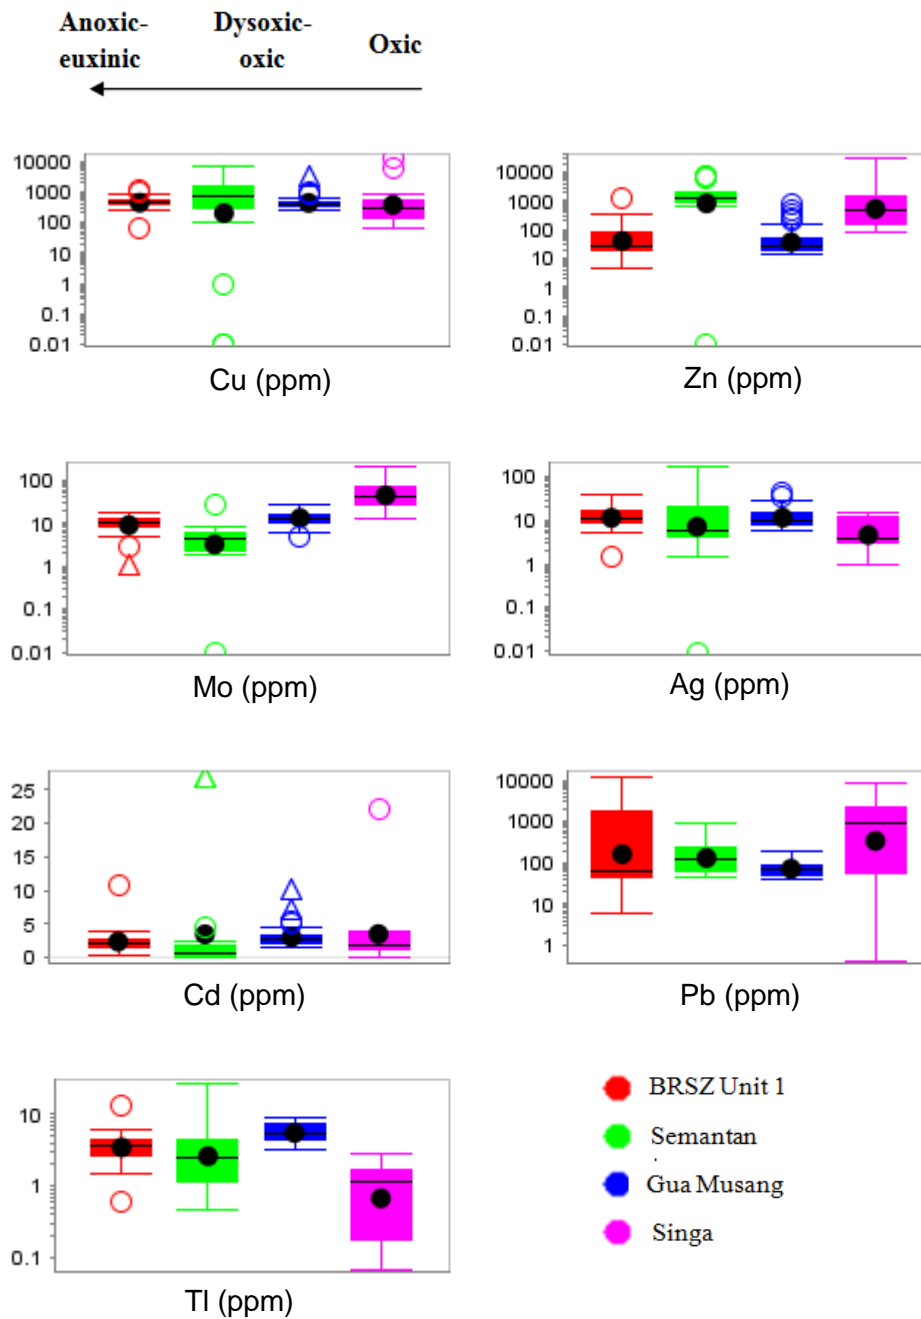 Anoxic-
euxinic
Dysoxic-
oxic
Oxic
10000
1000
100
10
1
0.1
0.01
Cu (ppm)
10000
1000
100
10
1
0.1
0.01
Zn (ppm)
100
10
1
0.1
0.01
Mo (ppm)
100
10
1
0.1
0.01
Ag (ppm)
25
20
15
10
5
0
Cd (ppm)
10000
1000
100
10
1
Pb (ppm)
10
1
0.1
Tl (ppm)
BRSZ Unit 1
Semantan
Gua Musang
Singa